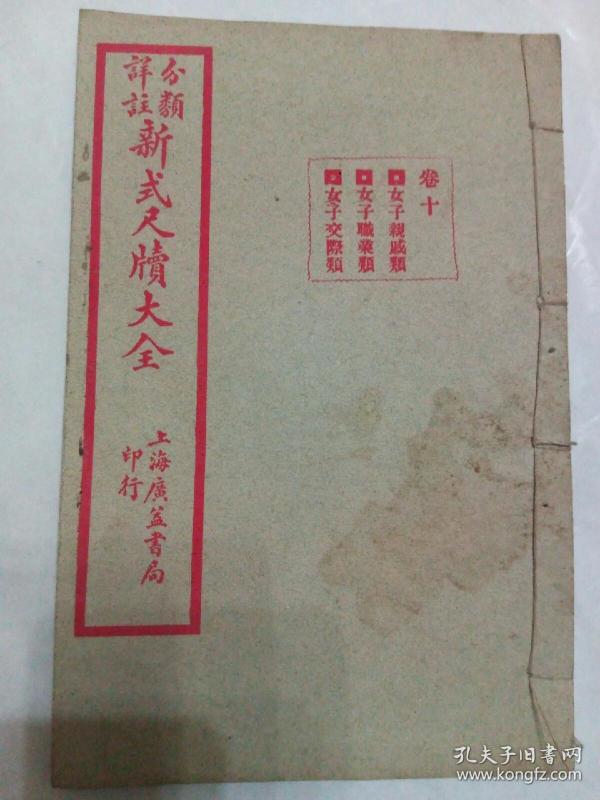 分類
詳註
新式尺牘大全
上海廣益書局
印行
卷十
女子親戚類
女子職業類
女子交際類
孔夫子旧书网
www.kongfz.com